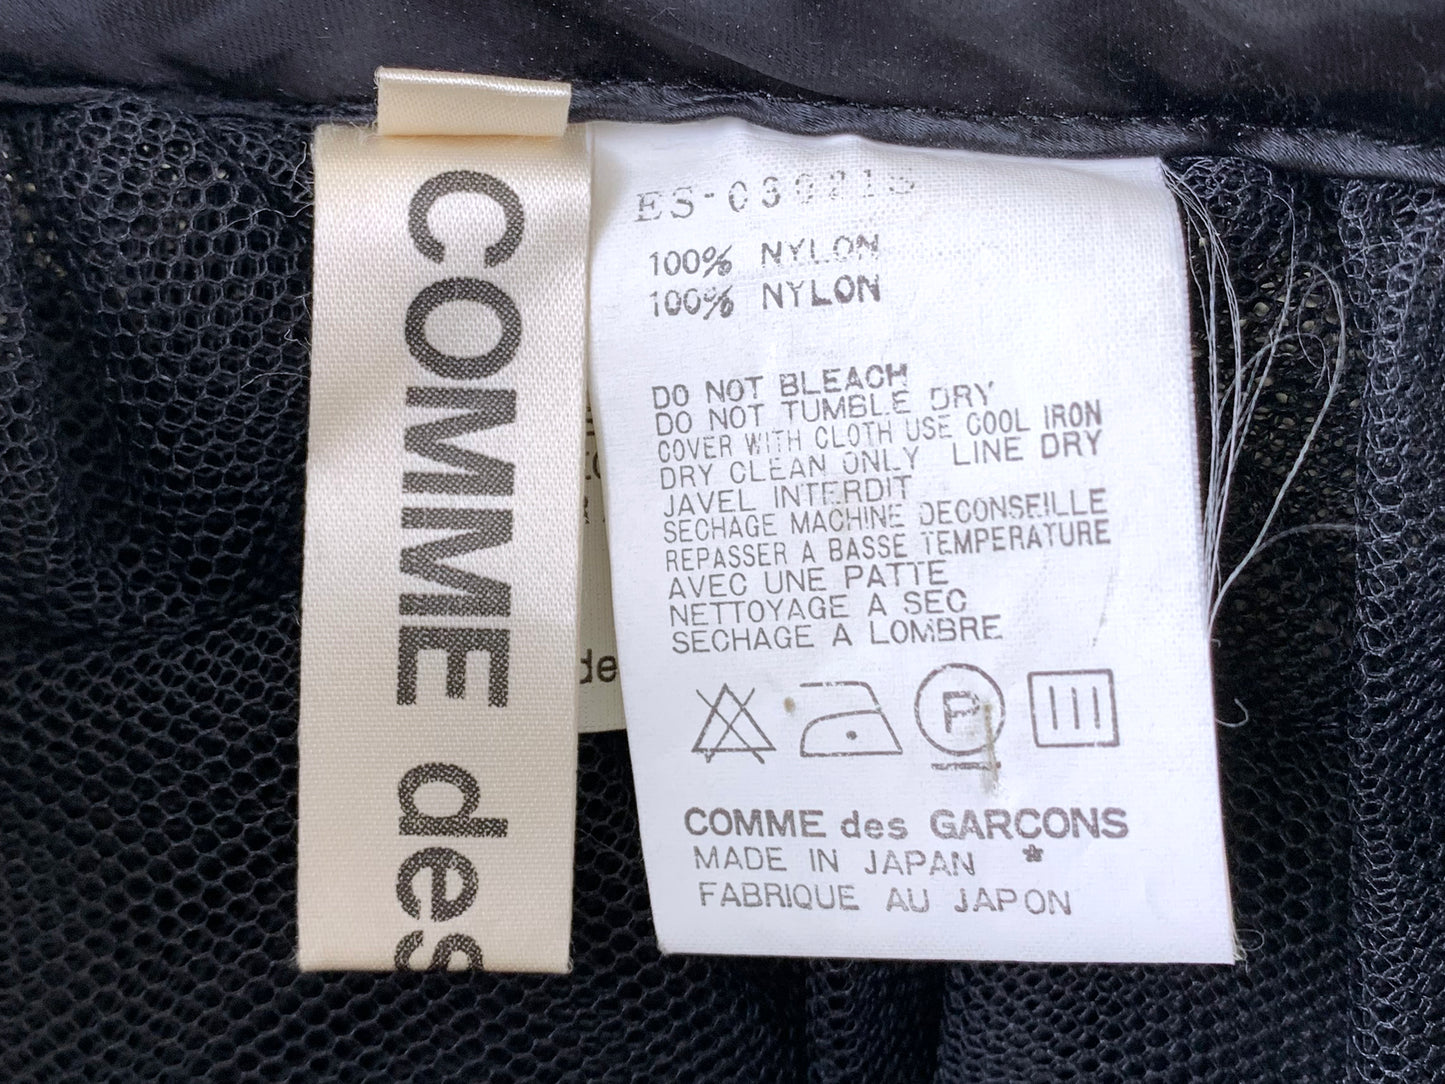 COMME des
ES-030213
100% NYLON
100% NYLON
DO NOT BLEACH
DO NOT TUMBLE DRY
COVER WITH CLOTH USE COOL IRON
DRY CLEAN ONLY LINE DRY
JAVEL INTERDIT
SECHAGE MACHINE DECONSEILLE
REPASSER A BASSE TEMPERATURE
AVEC UNE PATTE
NETTOYAGE A SEC
SECHAGE A LOMBRE
P
COMME des GARCONS
MADE IN JAPAN *
FABRIQUE AU JAPON
de